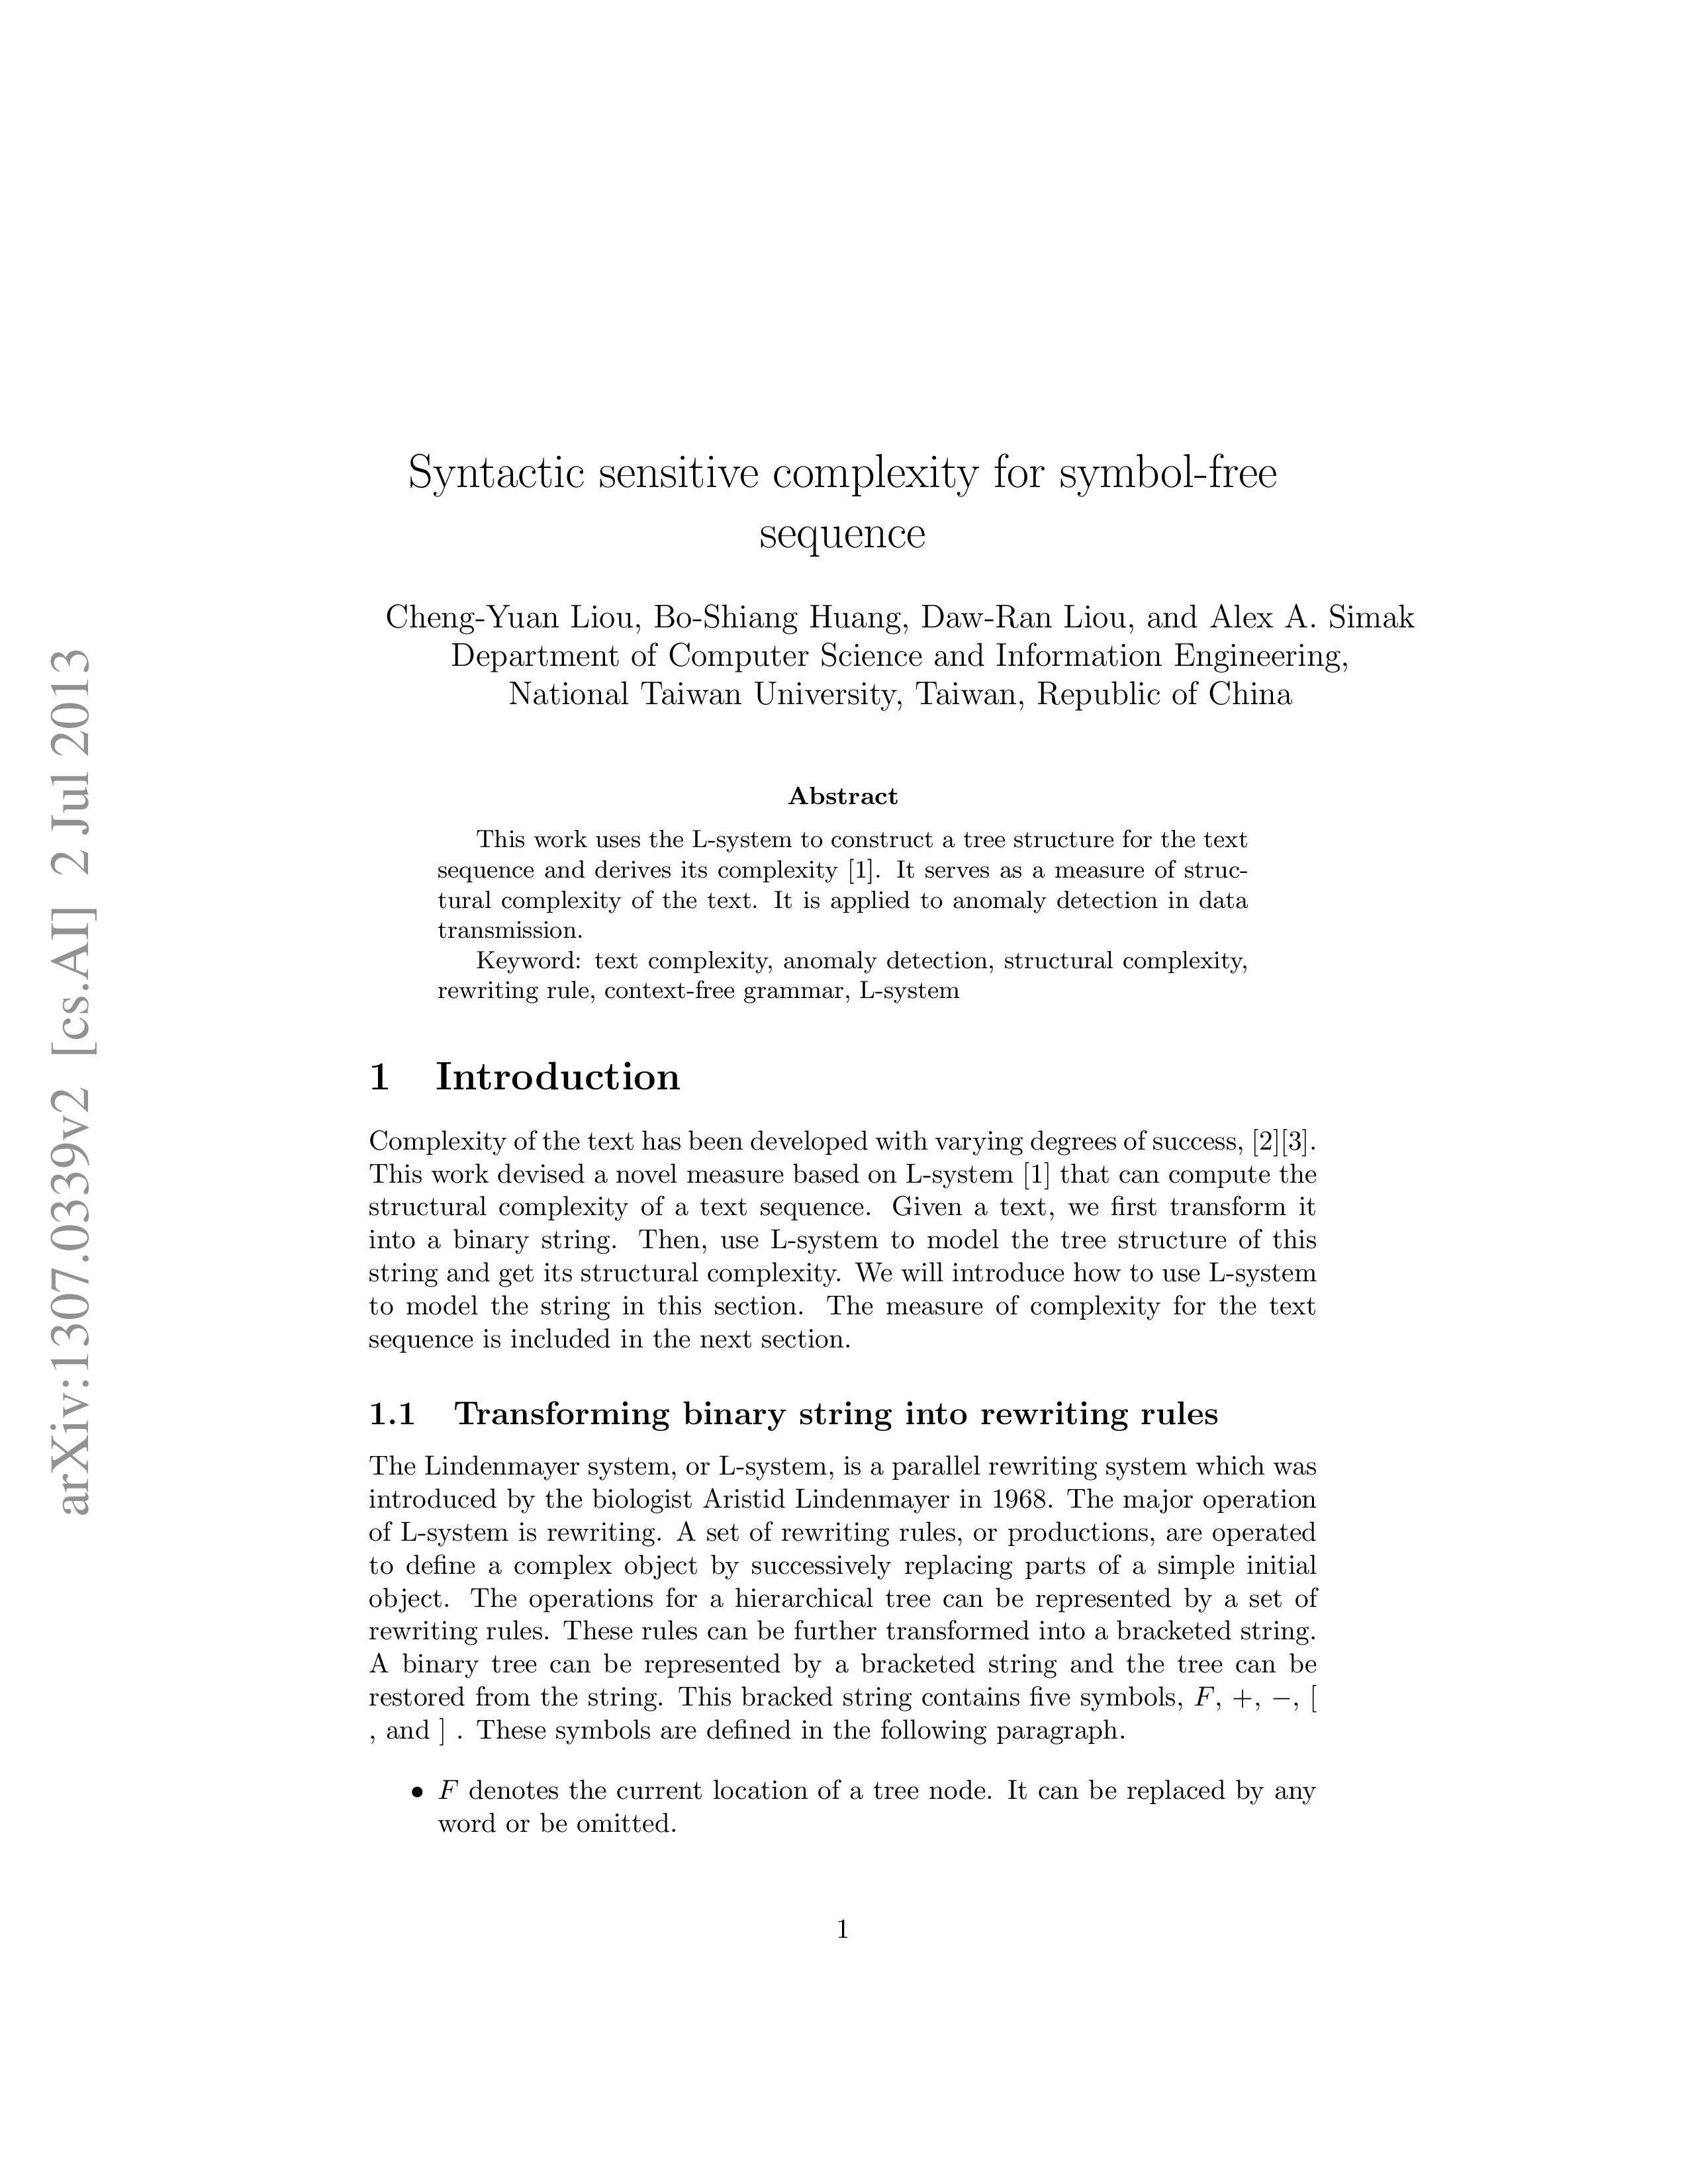 Syntactic sensitive complexity for symbol-free
sequence
Cheng-Yuan Liou, Bo-Shiang Huang, Daw-Ran Liou, and Alex A. Simak
Department of Computer Science and Information Engineering,
National Taiwan University, Taiwan, Republic of China
Abstract
This work uses the L-system to construct a tree structure for the text
sequence and derives its complexity [1]. It serves as a measure of struc-
tural complexity of the text. It is applied to anomaly detection in data
transmission.
Keyword: text complexity, anomaly detection, structural complexity,
rewriting rule, context-free grammar, L-system
1 Introduction
Complexity of the text has been developed with varying degrees of success, [2][3].
This work devised a novel measure based on L-system [1] that can compute the
structural complexity of a text sequence. Given a text, we first transform it
into a binary string. Then, use L-system to model the tree structure of this
string and get its structural complexity. We will introduce how to use L-system
to model the string in this section. The measure of complexity for the text
sequence is included in the next section.
1.1 Transforming binary string into rewriting rules
The Lindenmayer system, or L-system, is a parallel rewriting system which was
introduced by the biologist Aristid Lindenmayer in 1968. The major operation
of L-system is rewriting. A set of rewriting rules, or productions, are operated
to define a complex object by successively replacing parts of a simple initial
object. The operations for a hierarchical tree can be represented by a set of
rewriting rules. These rules can be further transformed into a bracketed string.
A binary tree can be represented by a bracketed string and the tree can be
restored from the string. This bracked string contains five symbols, F, +, −, [
, and ] . These symbols are defined in the following paragraph.
• F denotes the current location of a tree node. It can be replaced by any
word or be omitted.
1
arXiv:1307.0339v2 [cs.AI] 2 Jul 2013